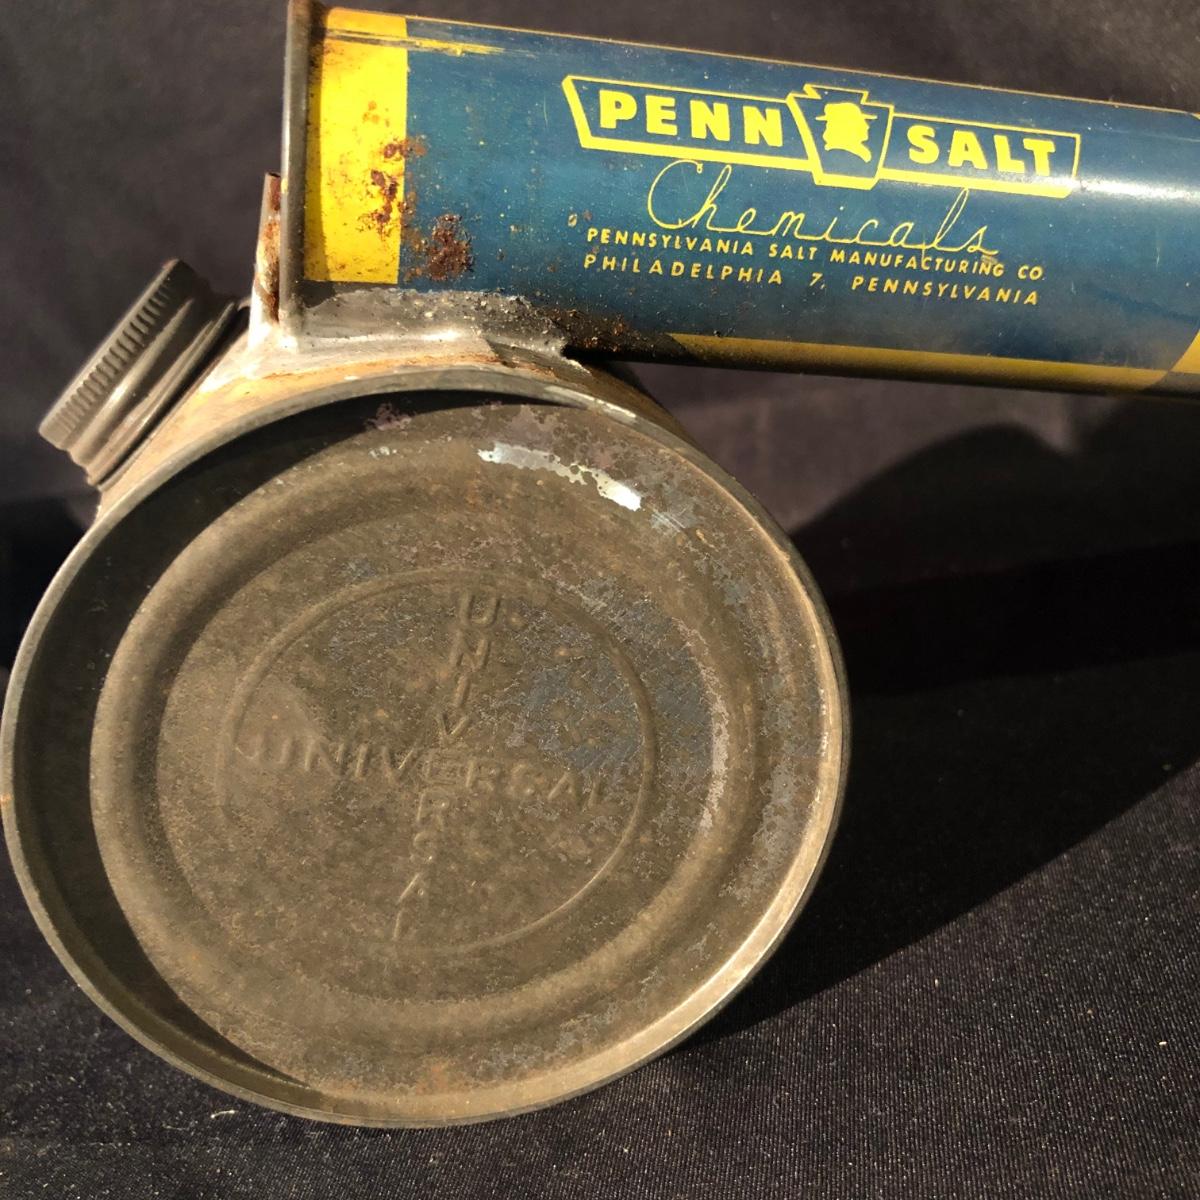 PENN SALT
Chemicals
PENNSYLVANIA SALT MANUFACTURING CO.
PHILADELPHIA 7, PENNSYLVANIA
UNIVERSAL
UNIVERSAL